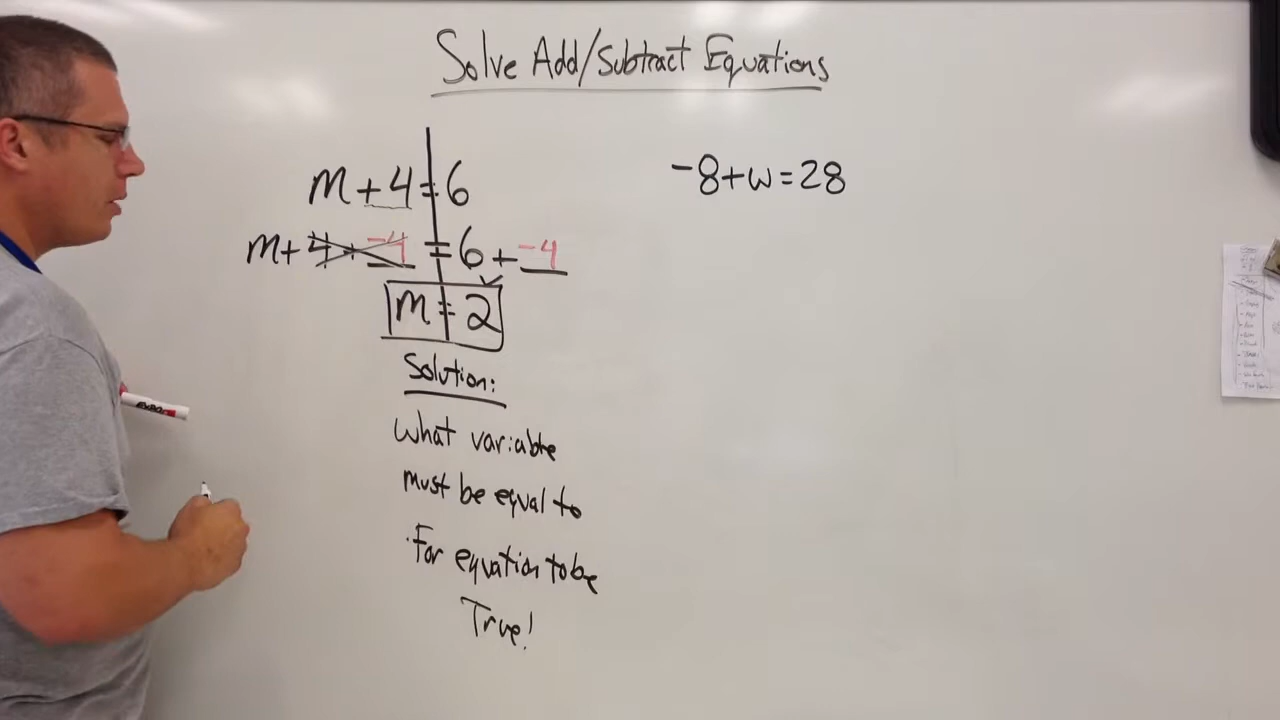 Solve Add/Subtract Equations
m+4=6
m+4+-4=6+-4
m=2
Solution:
What variable
must be equal to
For equation to be
True!
-8+w=28
EXPO